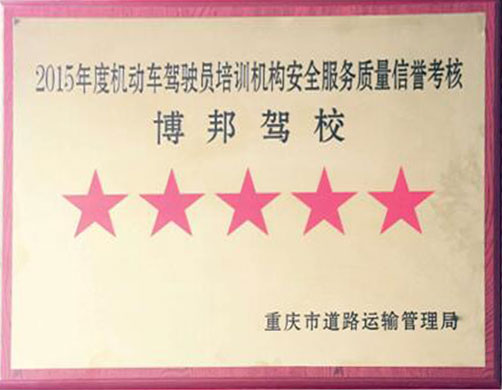 2015年度机动车驾驶员培训机构安全服务质量信誉考核
博邦驾校
重庆市道路运输管理局